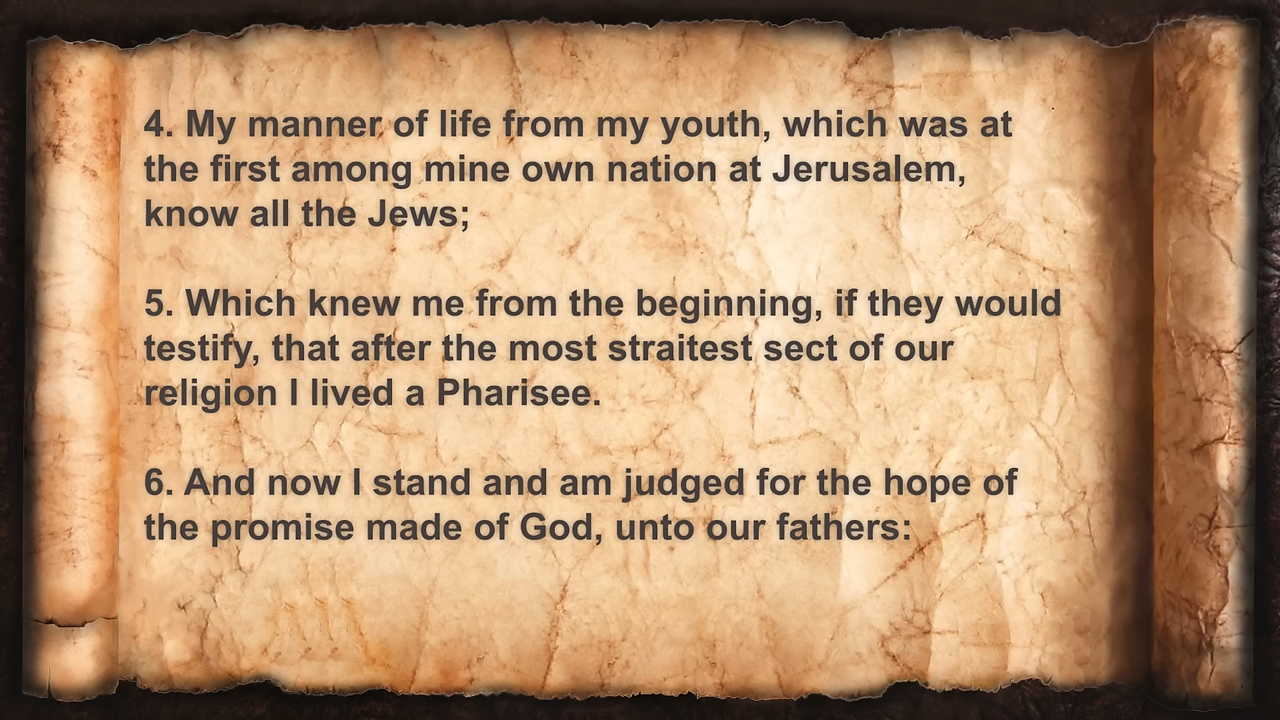 4. My manner of life from my youth, which was at
the first among mine own nation at Jerusalem,
know all the Jews;
5. Which knew me from the beginning, if they would
testify, that after the most straitest sect of our
religion I lived a Pharisee.
6. And now I stand and am judged for the hope of
the promise made of God, unto our fathers: